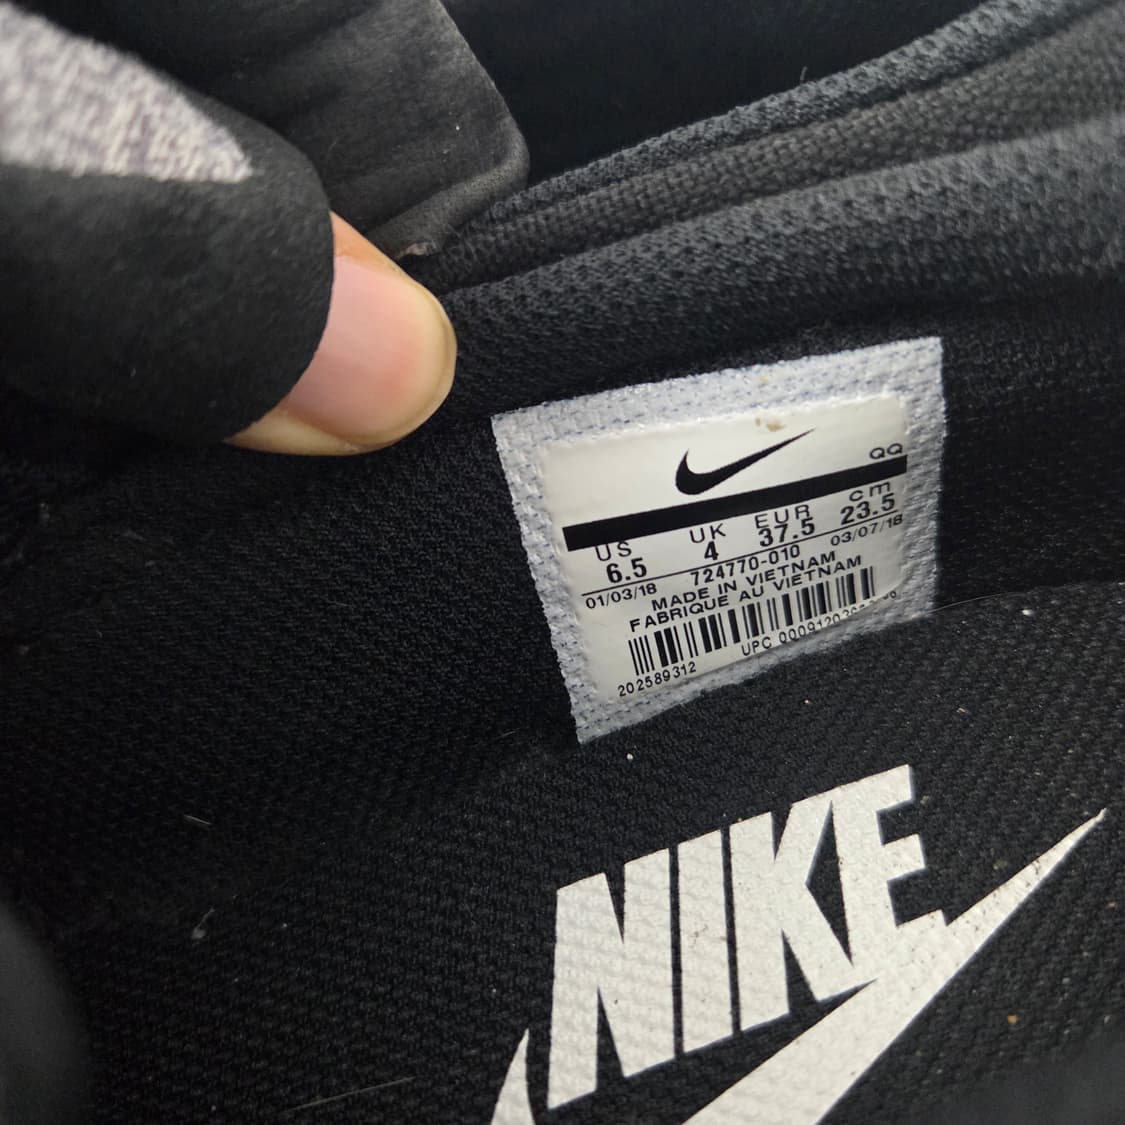 QQ
US UK EUR cm
6.5 4 37.5 23.5
01/03/18 724770-010 03/07/18
MADE IN VIETNAM
FABRIQUE AU VIETNAM
202589312 UPC
NIKE